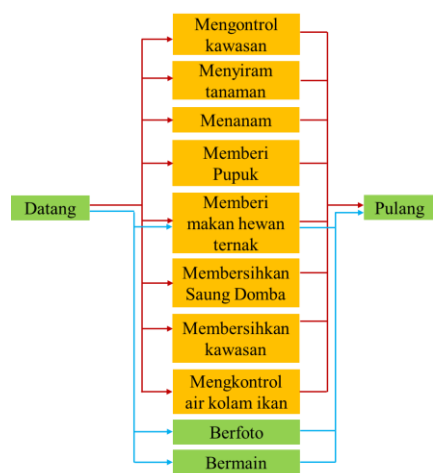 Mengontrol
kawasan
Menyiram
tanaman
Menanam
Memberi
Pupuk
Datang
Memberi
makan hewan
ternak
Pulang
Membersihkan
Saung Domba
Membersihkan
kawasan
Mengkontrol
air kolam ikan
Berfoto
Bermain